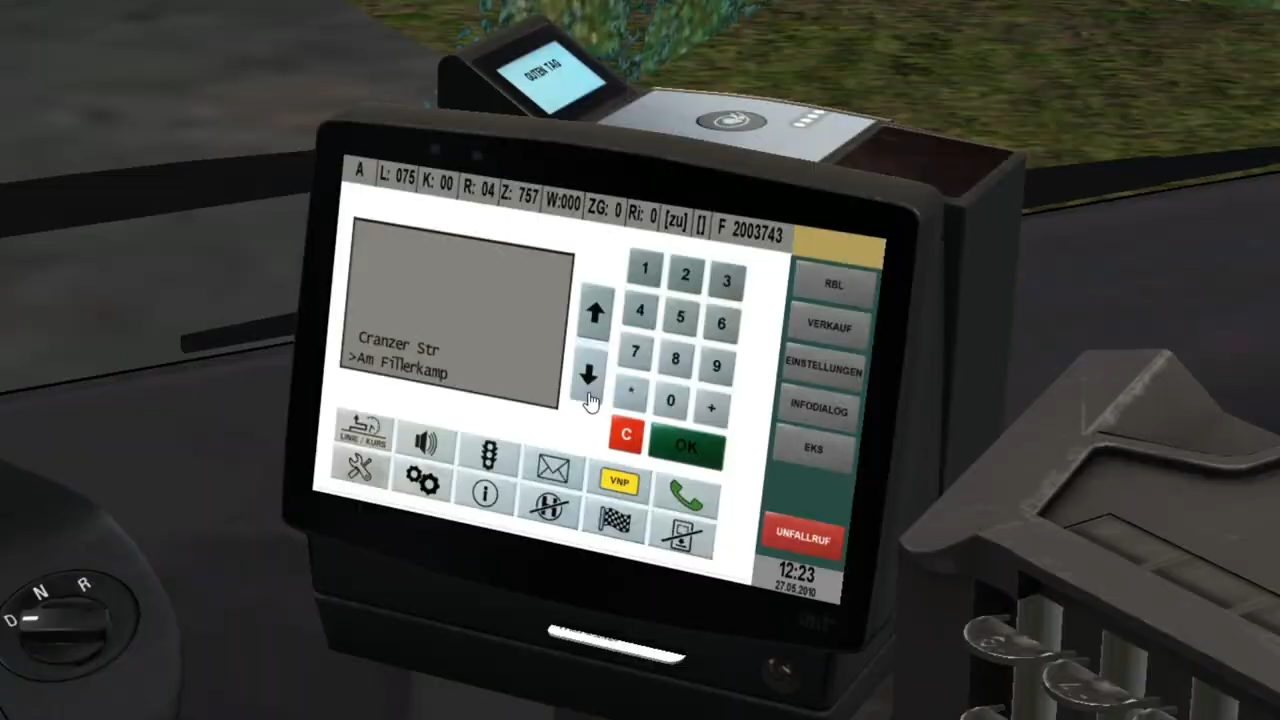 GUTEN TAG
A L: 075 K: 00 R: 04 Z: 757 W:000 ZG: 0 Ri: 0 [zu] [] F 2003743
Cranzer Str
>Am Fillerkamp
1 2 3
4 5 6
7 8 9
* 0 +
C OK
RBL
VERKAUF
EINSTELLUNGEN
INFODIALOG
EKS
UNFALLRUF
12:23
27.05.2010
LINIE / KURS
VNP
D N R